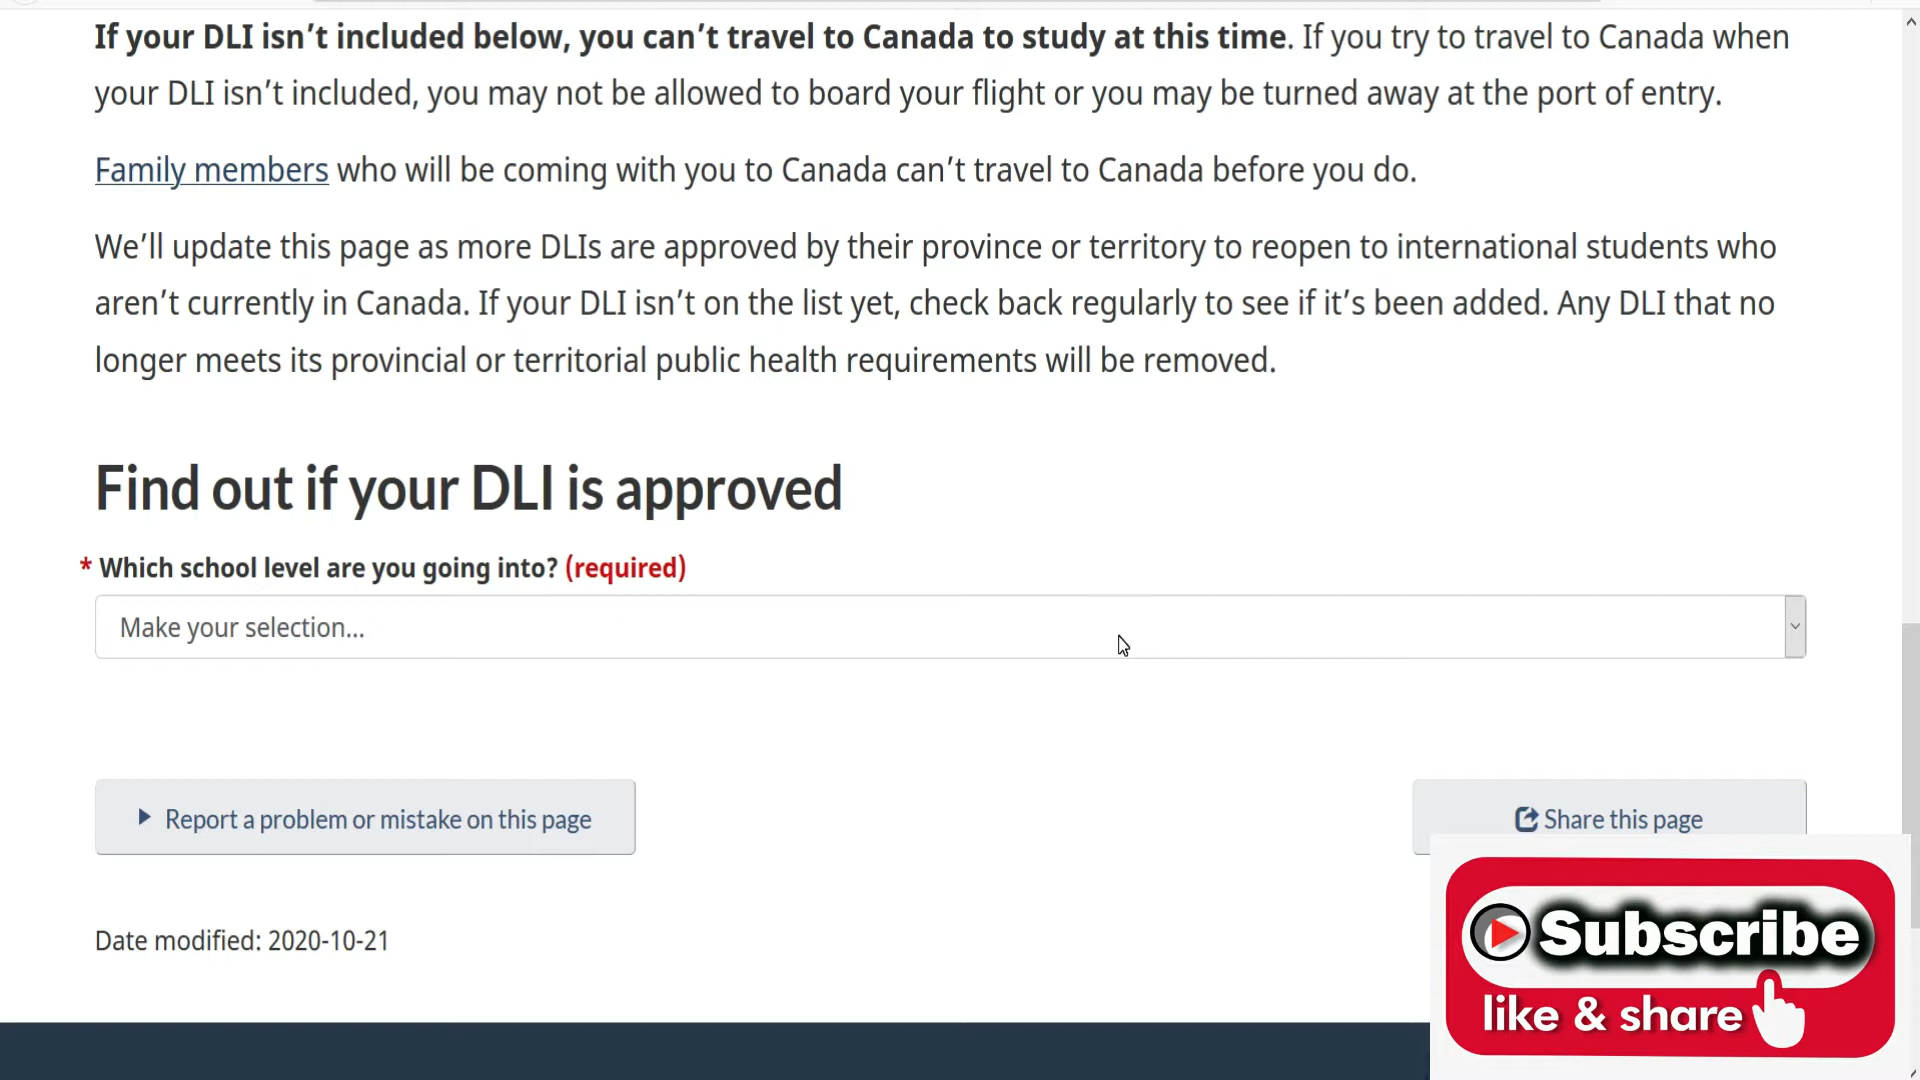 If your DLI isn’t included below, you can’t travel to Canada to study at this time. If you try to travel to Canada when
your DLI isn’t included, you may not be allowed to board your flight or you may be turned away at the port of entry.
Family members who will be coming with you to Canada can’t travel to Canada before you do.
We’ll update this page as more DLIs are approved by their province or territory to reopen to international students who
aren’t currently in Canada. If your DLI isn’t on the list yet, check back regularly to see if it’s been added. Any DLI that no
longer meets its provincial or territorial public health requirements will be removed.
Find out if your DLI is approved
* Which school level are you going into? (required)
Make your selection...
Report a problem or mistake on this page
Share this page
Date modified: 2020-10-21
Subscribe
like & share